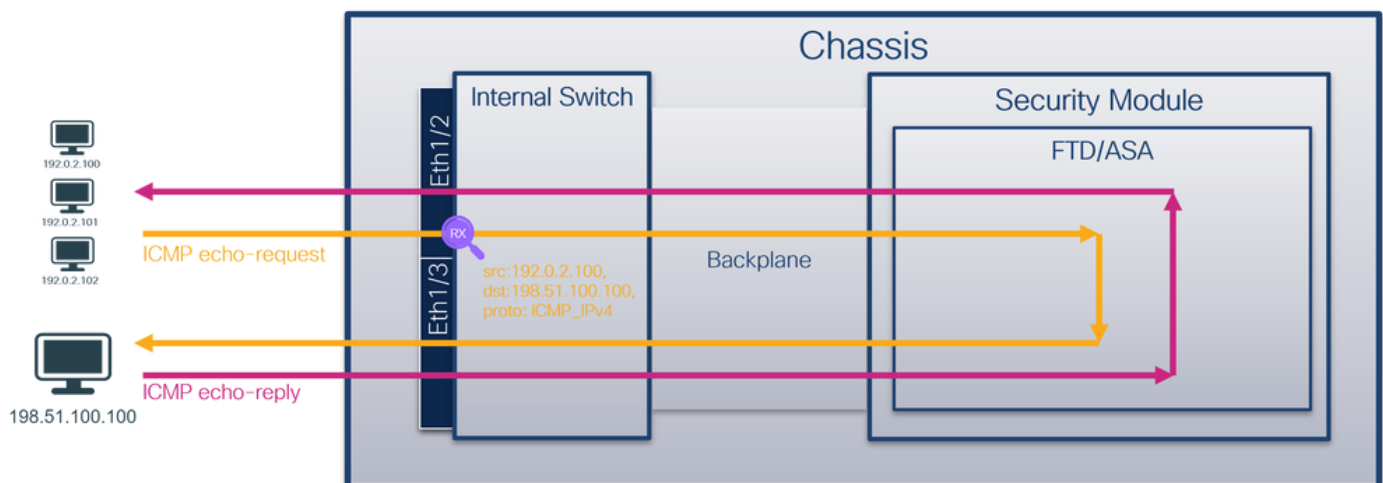 Chassis
Internal Switch
Security Module
FTD/ASA
Eth1/2
192.0.2.100
192.0.2.101
RX
ICMP echo-request
192.0.2.102
Backplane
src:192.0.2.100,
dst:198.51.100.100,
proto: ICMP_IPv4
Eth1/3
ICMP echo-reply
198.51.100.100